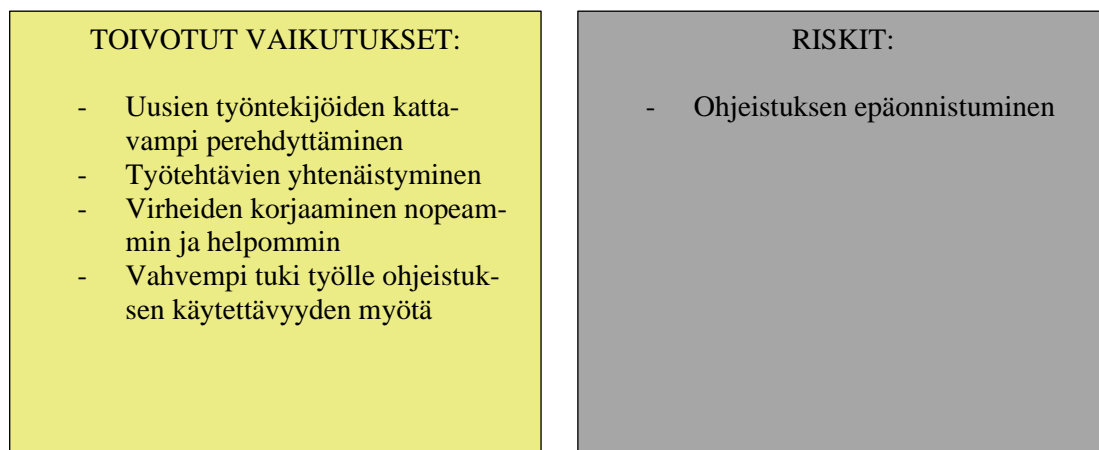 TOIVOTUT VAIKUTUKSET:
- Uusien työntekijöiden katta-
vampi perehdyttäminen
- Työtehtävien yhtenäistyminen
- Virheiden korjaaminen nopeam-
min ja helpommin
- Vahvempi tuki työlle ohjeistuk-
sen käytettävyyden myötä
RISKIT:
- Ohjeistuksen epäonnistuminen